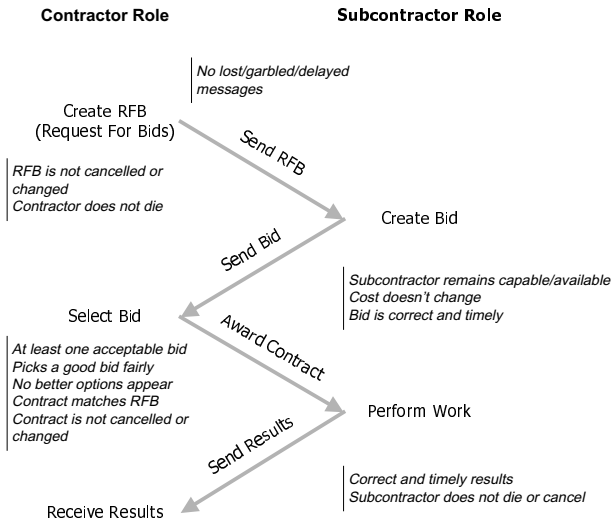 Contractor Role
Subcontractor Role
No lost/garbled/delayed
messages
Create RFB
(Request For Bids)
Send RFB
RFB is not cancelled or
changed
Contractor does not die
Create Bid
Send Bid
Subcontractor remains capable/available
Cost doesn't change
Bid is correct and timely
Select Bid
Award Contract
At least one acceptable bid
Picks a good bid fairly
No better options appear
Contract matches RFB
Contract is not cancelled or
changed
Perform Work
Send Results
Correct and timely results
Subcontractor does not die or cancel
Receive Results